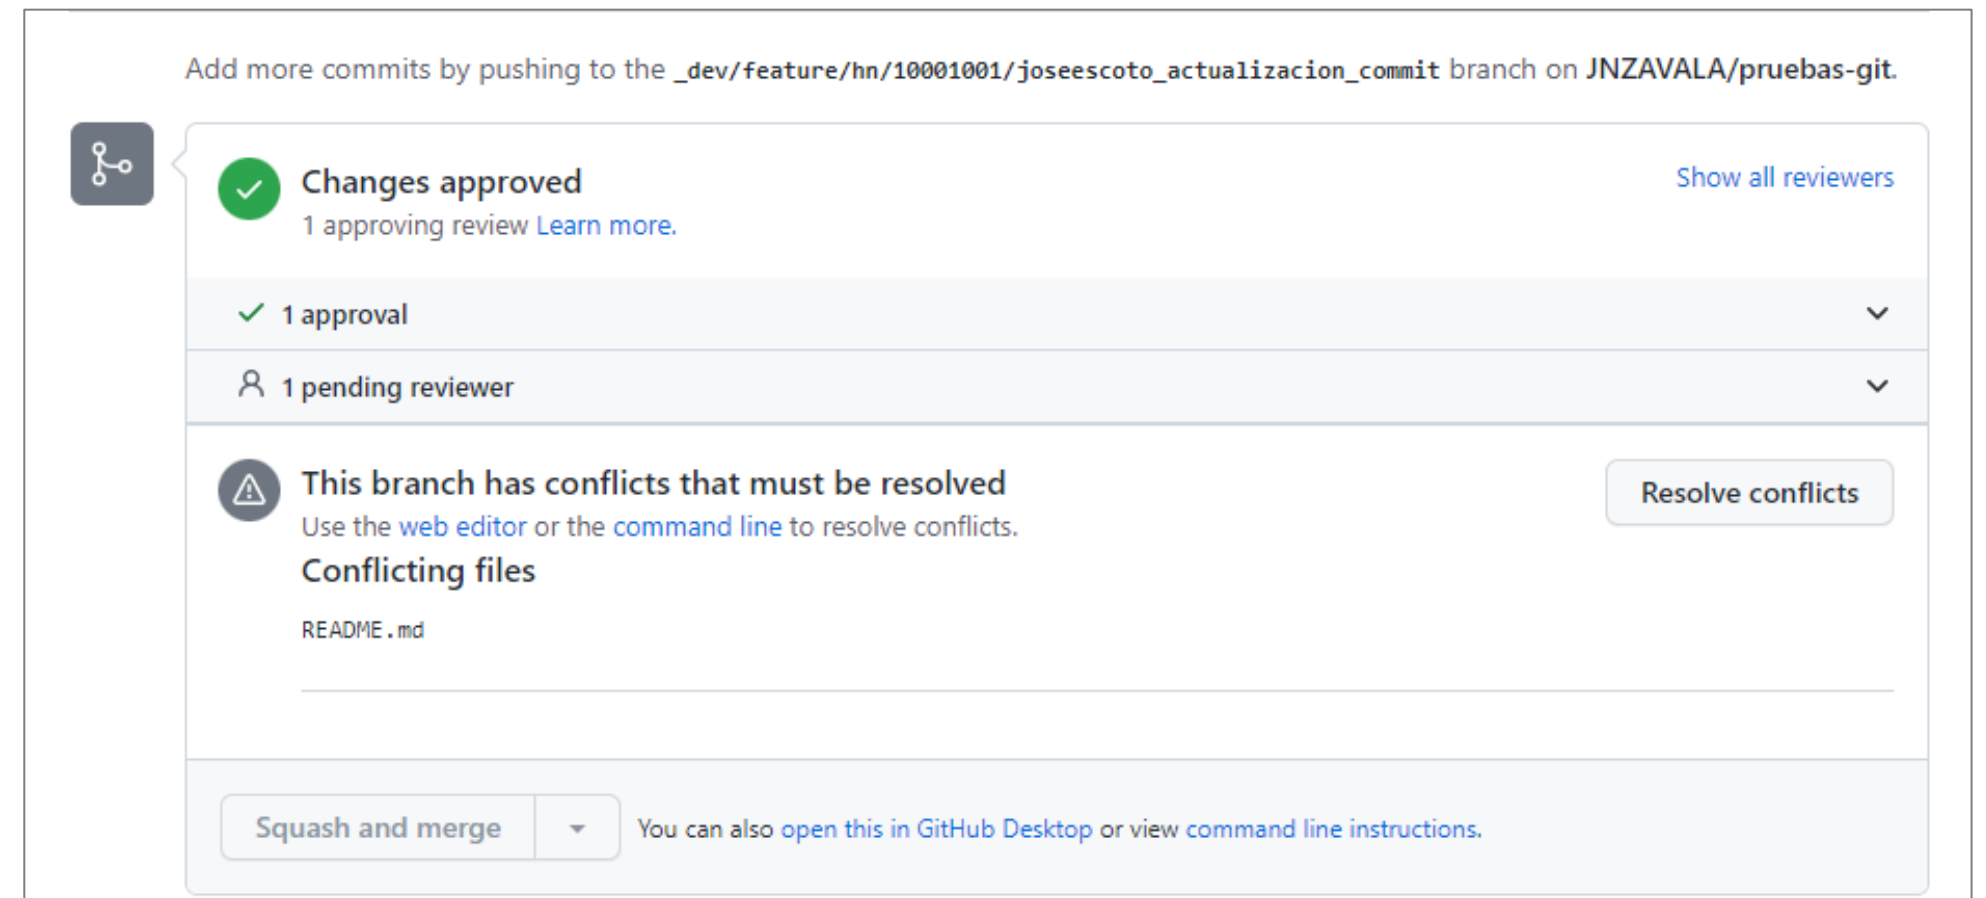 Add more commits by pushing to the _dev/feature/hn/10001001/joseescoto_actualizacion_commit branch on JNZAVALA/pruebas-git.
Changes approved
Show all reviewers
1 approving review Learn more.
1 approval
1 pending reviewer
This branch has conflicts that must be resolved
Resolve conflicts
Use the web editor or the command line to resolve conflicts.
Conflicting files
README.md
Squash and merge
You can also open this in GitHub Desktop or view command line instructions.